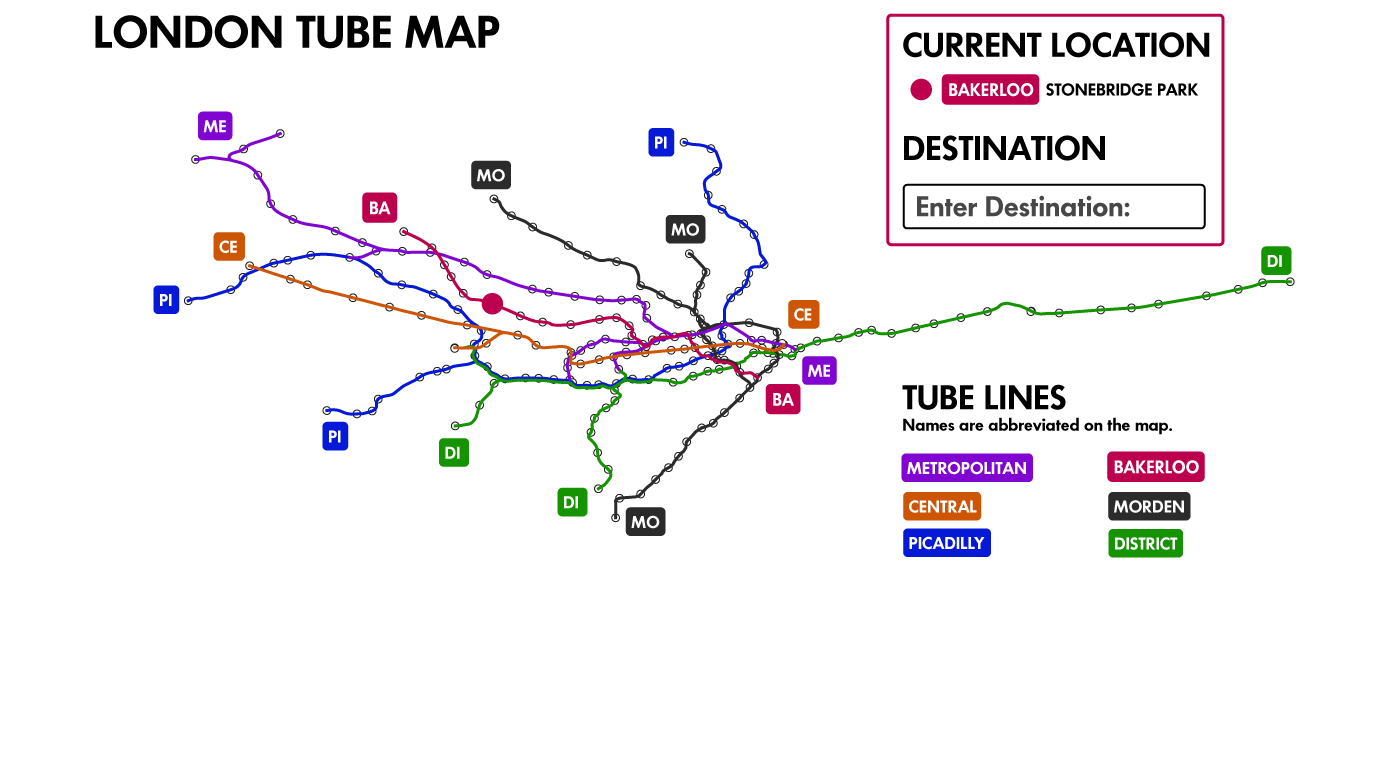 LONDON TUBE MAP
CURRENT LOCATION
BAKERLOO STONEBRIDGE PARK
DESTINATION
Enter Destination:
ME
PI
MO
BA
MO
CE
DI
PI
CE
ME
BA
PI
DI
DI
MO
TUBE LINES
Names are abbreviated on the map.
METROPOLITAN BAKERLOO
CENTRAL MORDEN
PICADILLY DISTRICT